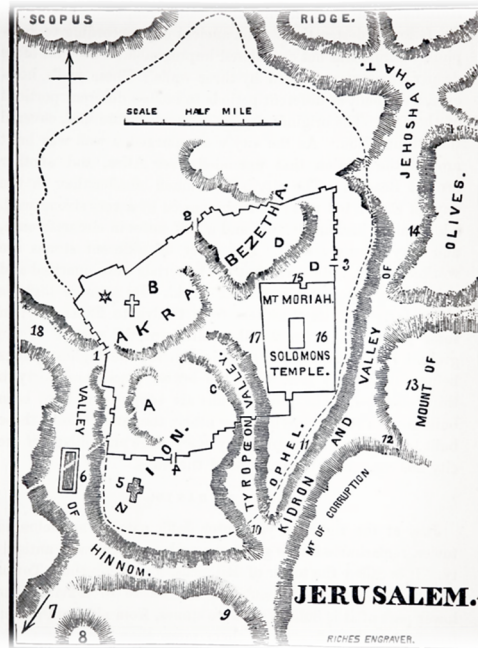 SCOPUS RIDGE.
SCALE HALF MILE
JEHOSHAPHAT.
OLIVES.
14
2
BEZETHA.
D
D
3
OF
B
AKRA
15
MT MORIAH.
16
SOLOMONS
TEMPLE.
17
18
1
VALLEY
A
C
TYROPŒON VALLEY.
VALLEY
13
MOUNT OF
12
ZION.
4
5
6
OF
OPHEL.
11
KIDRON AND
MT OF CORRUPTION
10
HINNOM.
7
8
9
JERUSALEM.
RICHES ENGRAVER.